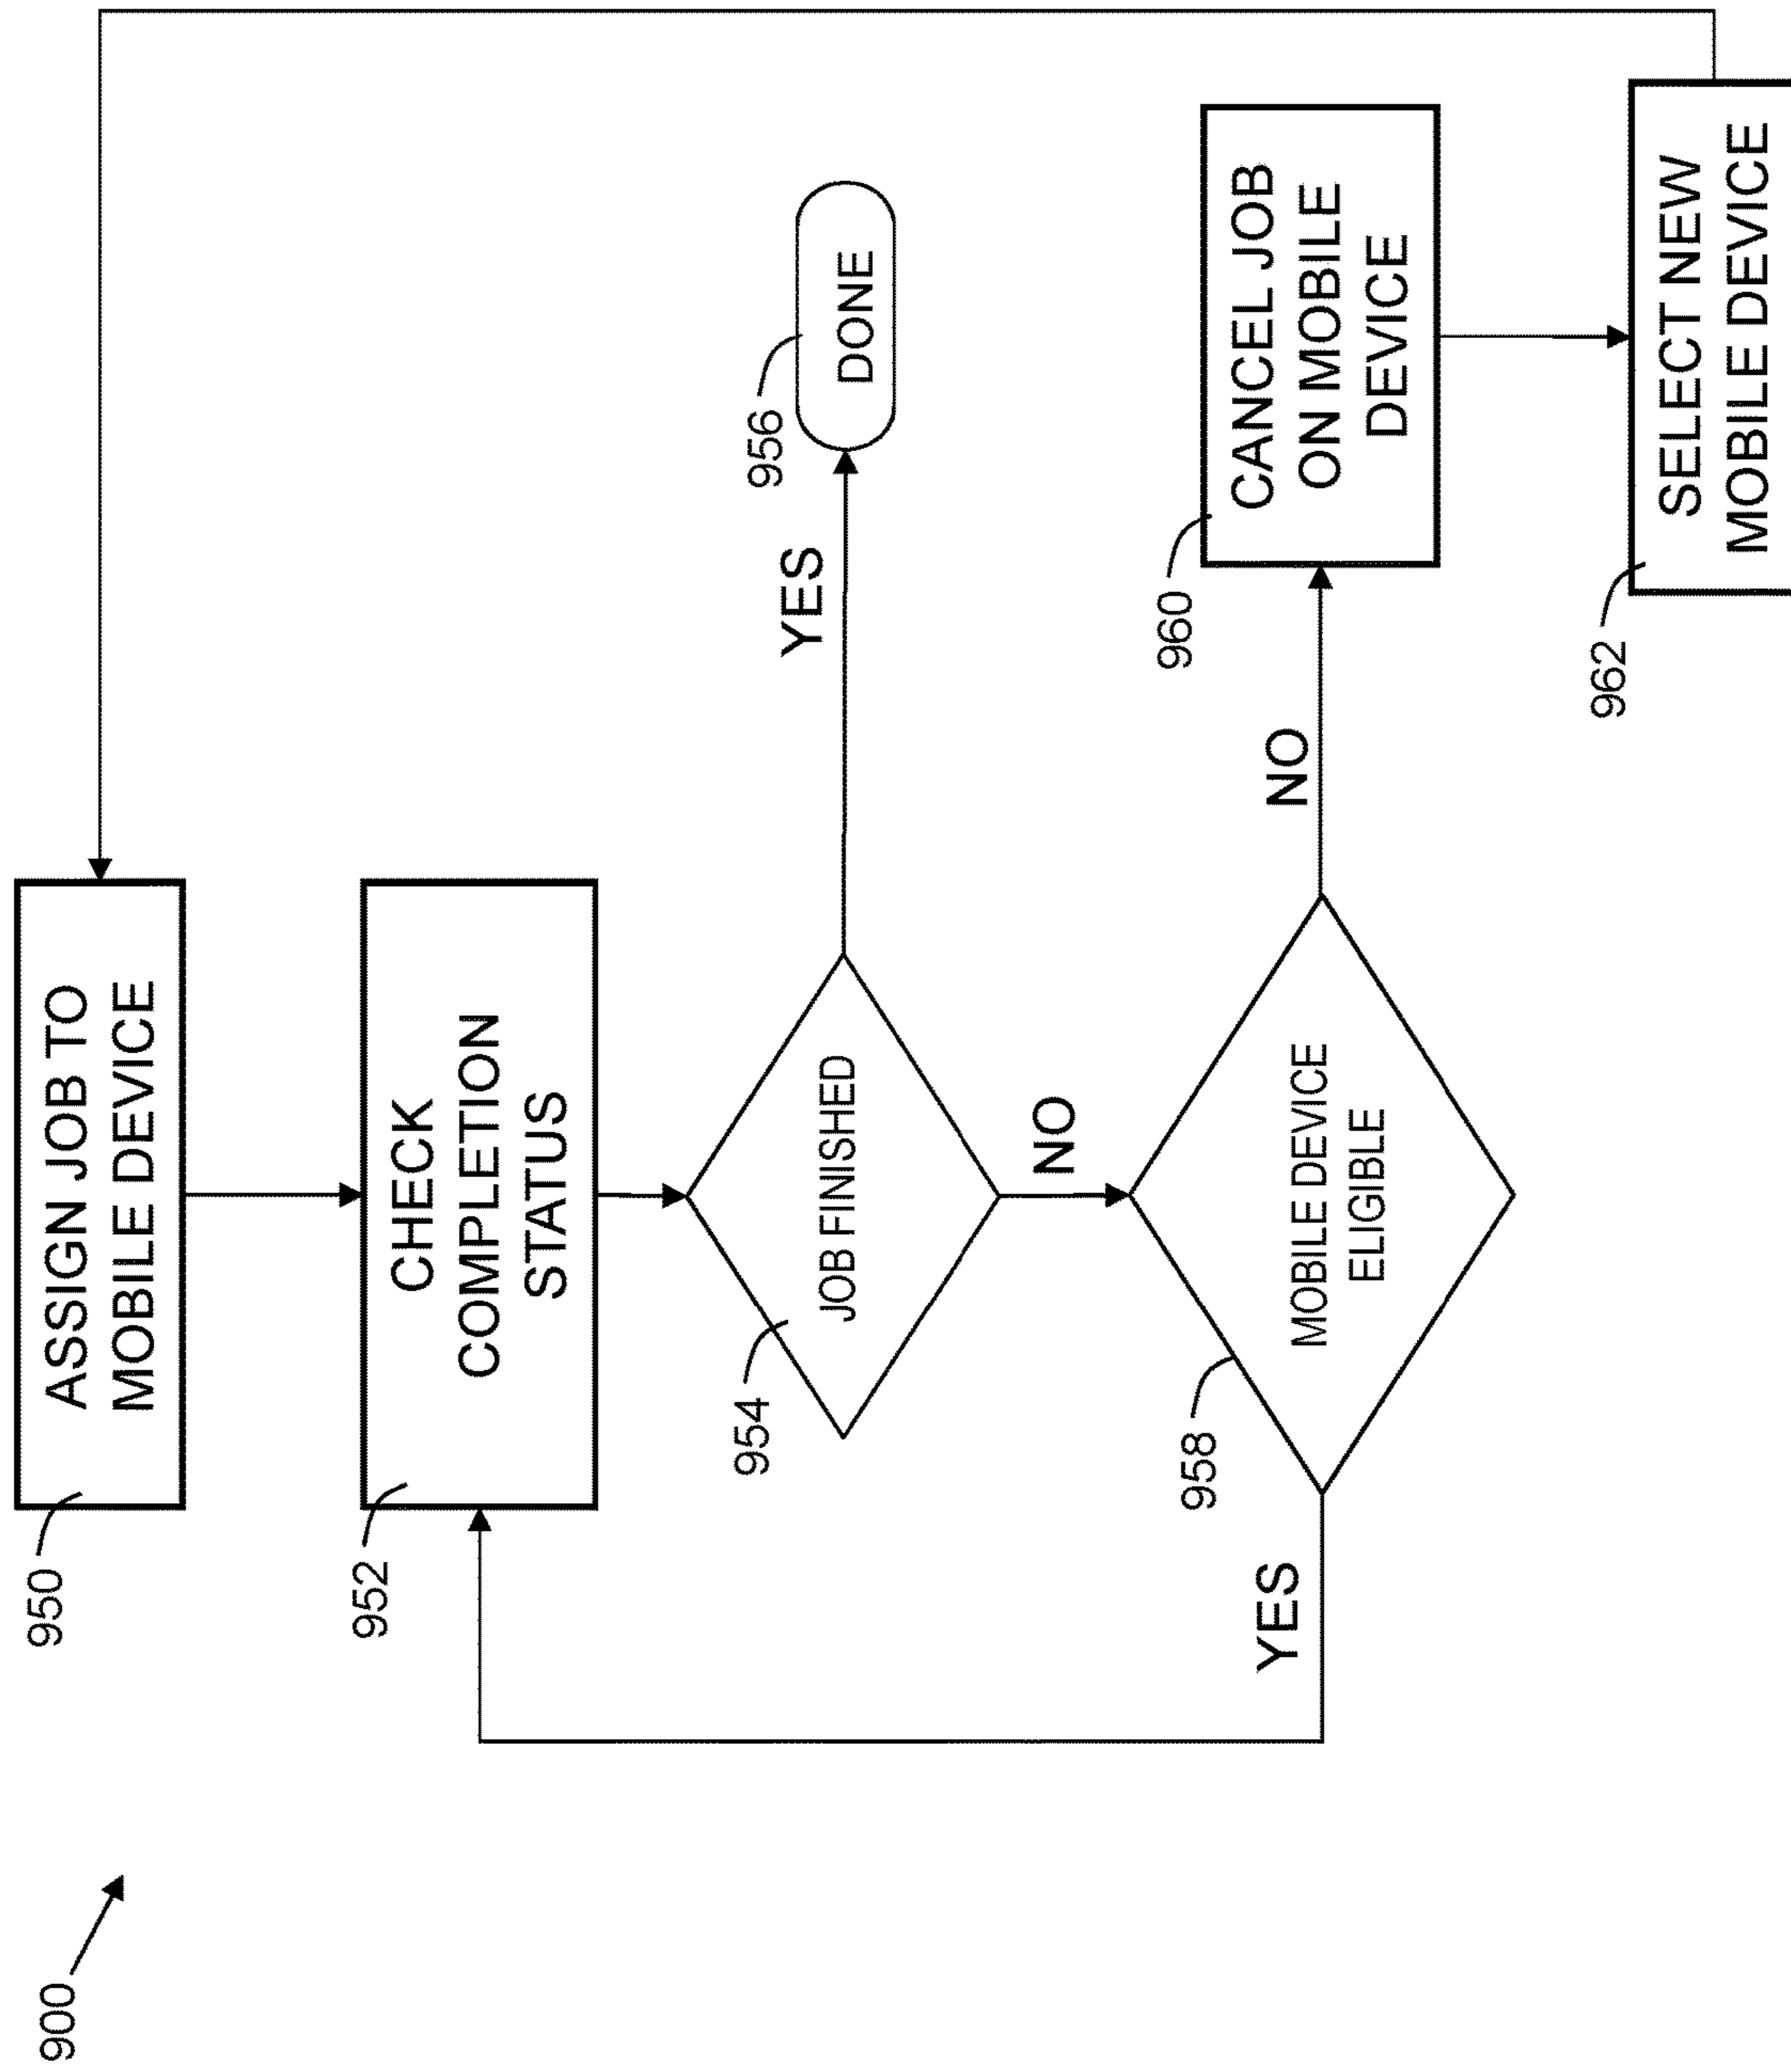 900
950
ASSIGN JOB TO
MOBILE DEVICE
952
CHECK
COMPLETION
STATUS
954
JOB FINISHED
YES
956
DONE
NO
958
MOBILE DEVICE
ELIGIBLE
YES
NO
960
CANCEL JOB
ON MOBILE
DEVICE
962
SELECT NEW
MOBILE DEVICE